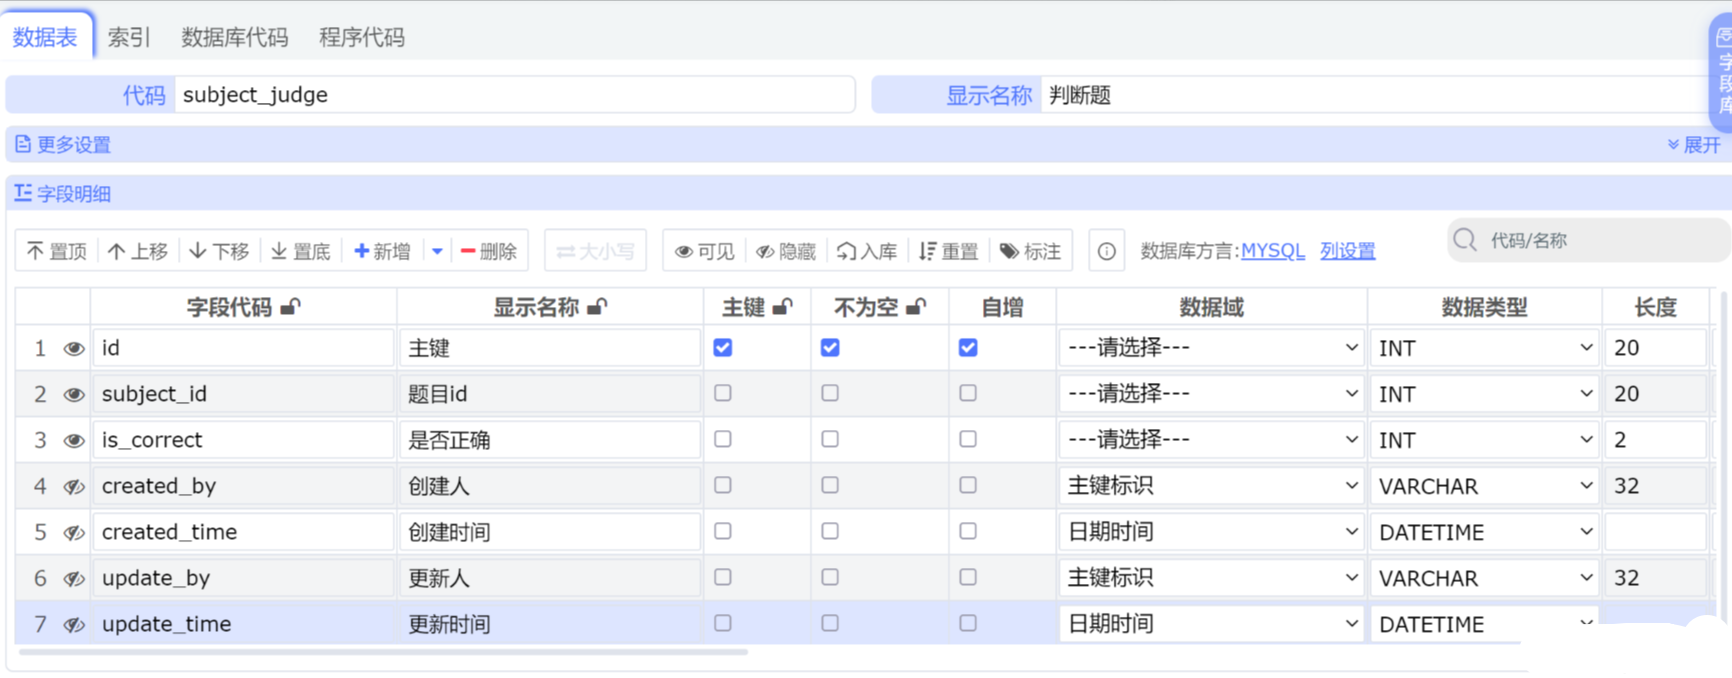 数据表 索引 数据库代码 程序代码
字段库
代码 subject_judge 显示名称 判断题
更多设置 展开
字段明细
置顶 上移 下移 置底 新增 删除 大小写 可见 隐藏 入库 重置 标注 数据库方言:MYSQL 列设置 代码/名称
字段代码 显示名称 主键 不为空 自增 数据域 数据类型 长度
1 id 主键 ---请选择--- INT 20
2 subject_id 题目id ---请选择--- INT 20
3 is_correct 是否正确 ---请选择--- INT 2
4 created_by 创建人 主键标识 VARCHAR 32
5 created_time 创建时间 日期时间 DATETIME
6 update_by 更新人 主键标识 VARCHAR 32
7 update_time 更新时间 日期时间 DATETIME